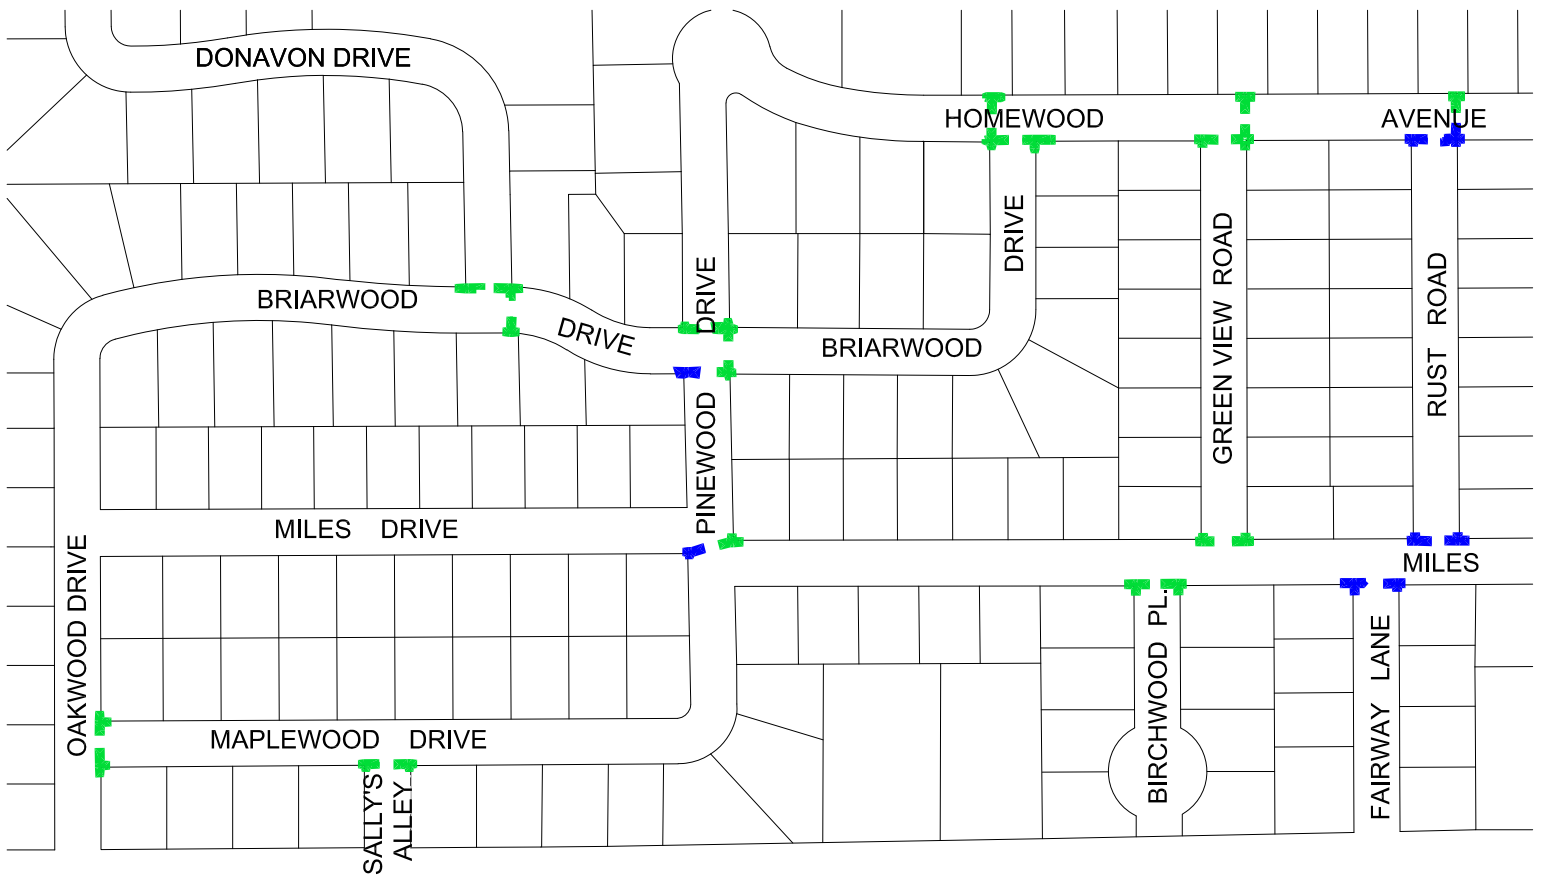 DONAVON DRIVE
HOMEWOOD AVENUE
DRIVE
BRIARWOOD
DRIVE
DRIVE
BRIARWOOD
GREEN VIEW ROAD
RUST ROAD
PINEWOOD
MILES DRIVE
MILES
OAKWOOD DRIVE
MAPLEWOOD DRIVE
SALLY'S
ALLEY
BIRCHWOOD PL.
FAIRWAY LANE